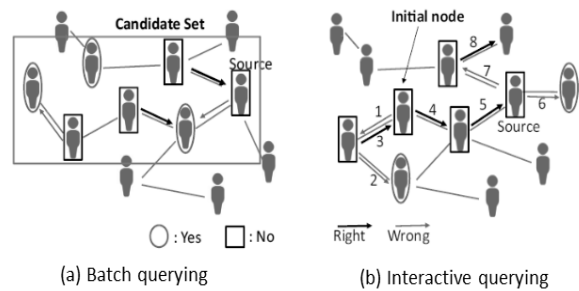 Candidate Set
Source
: Yes
: No
(a) Batch querying
Initial node
8
7
1
4
5
6
3
Source
2
Right
Wrong
(b) Interactive querying